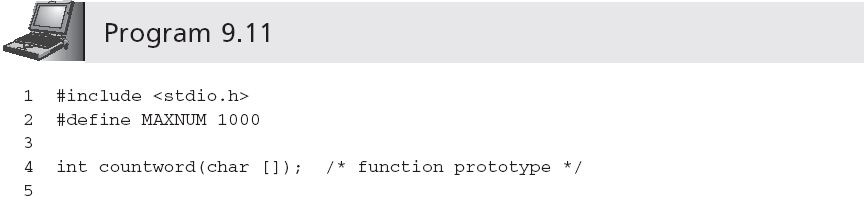 Program 9.11
1 #include <stdio.h>
2 #define MAXNUM 1000
3
4 int countword(char []); /* function prototype */
5